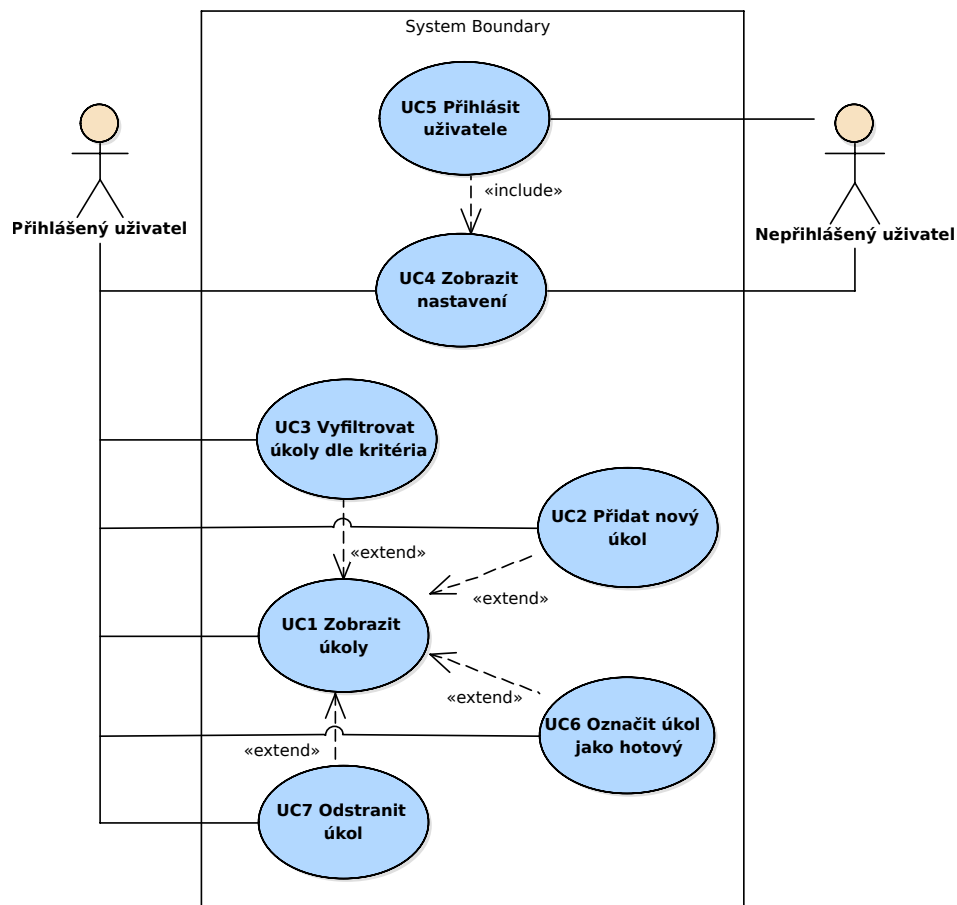 System Boundary
UC5 Přihlásit
uživatele
«include»
Přihlášený uživatel
Nepřihlášený uživatel
UC4 Zobrazit
nastavení
UC3 Vyfiltrovat
úkoly dle kritéria
UC2 Přidat nový
úkol
«extend»
«extend»
UC1 Zobrazit
úkoly
«extend»
UC6 Označit úkol
jako hotový
«extend»
UC7 Odstranit
úkol